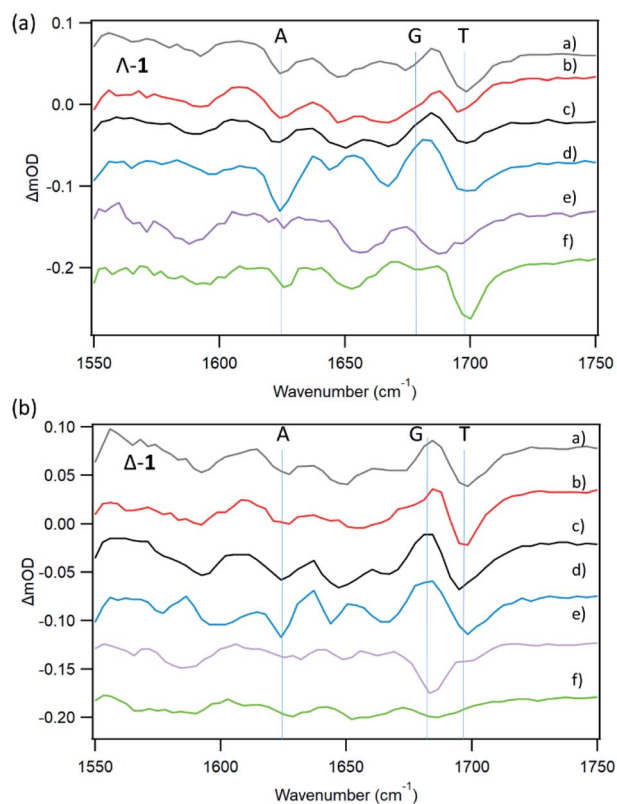 (a)
A G T
Λ-1
a)
b)
c)
d)
e)
f)
0.1
0.0
-0.1
-0.2
ΔmOD
1550 1600 1650 1700 1750
Wavenumber (cm⁻¹)
(b)
A G T
Δ-1
a)
b)
c)
d)
e)
f)
0.10
0.05
0.00
-0.05
-0.10
-0.15
-0.20
ΔmOD
1550 1600 1650 1700 1750
Wavenumber (cm⁻¹)